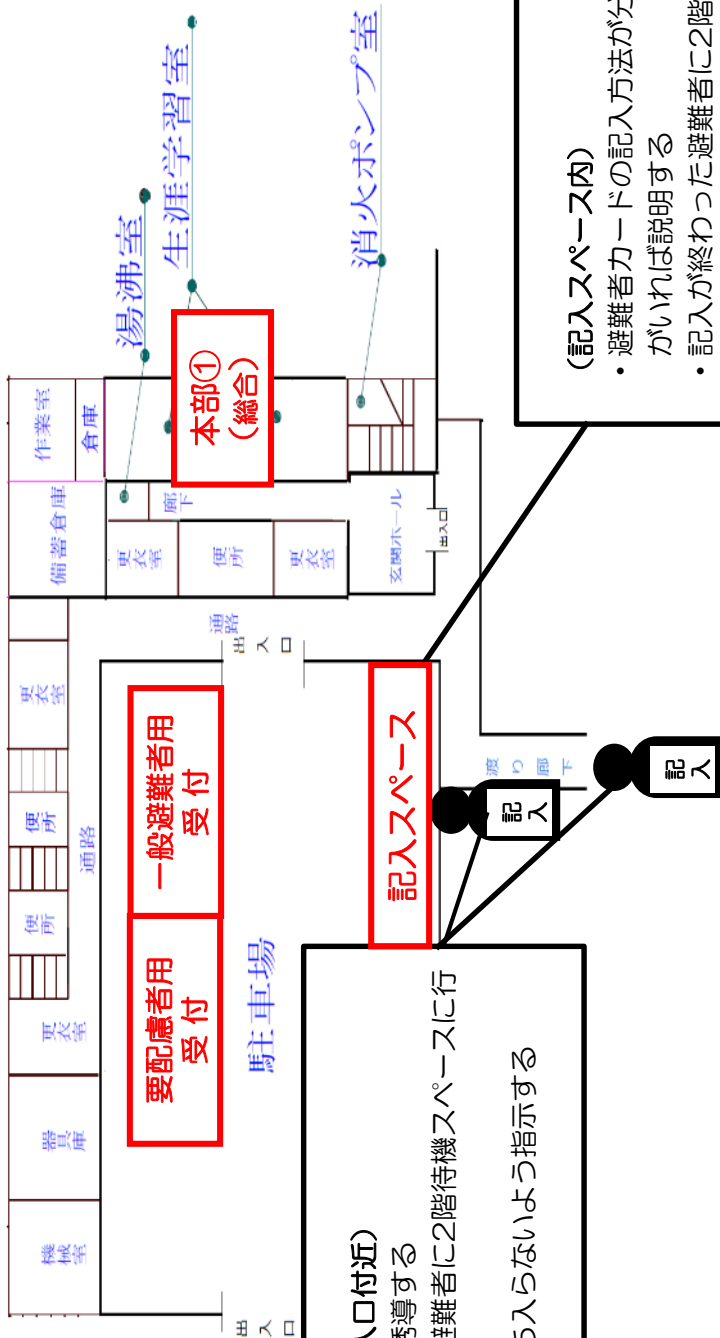 機械室
器具庫
更衣室
便所
便所
更衣室
通路
備蓄倉庫
作業室
倉庫
湯沸室
生涯学習室
消火ポンプ室
更衣室
便所
更衣室
廊下
玄関ホール
出入口
通路
出入口
本部①
（総合）
要配慮者用
受付
一般避難者用
受付
駐車場
出入口
記入スペース
渡り廊下
記入
記入
入口付近）
誘導する
避難者に2階待機スペースに行
ち入らないよう指示する
（記入スペース内）
・避難者カードの記入方法が分
がいれば説明する
・記入が終わった避難者に2階